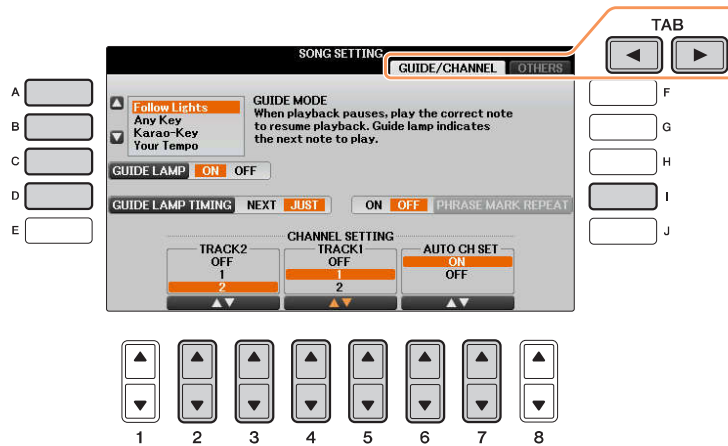 TAB
SONG SETTING
GUIDE/CHANNEL OTHERS
A
B
C
D
E
F
G
H
I
J
Follow Lights
Any Key
Karao-Key
Your Tempo
GUIDE MODE
When playback pauses, play the correct note
to resume playback. Guide lamp indicates
the next note to play.
GUIDE LAMP ON OFF
GUIDE LAMP TIMING NEXT JUST ON OFF PHRASE MARK REPEAT
CHANNEL SETTING
TRACK2 TRACK1 AUTO CH SET
OFF OFF ON
1 1 OFF
2 2
1 2 3 4 5 6 7 8